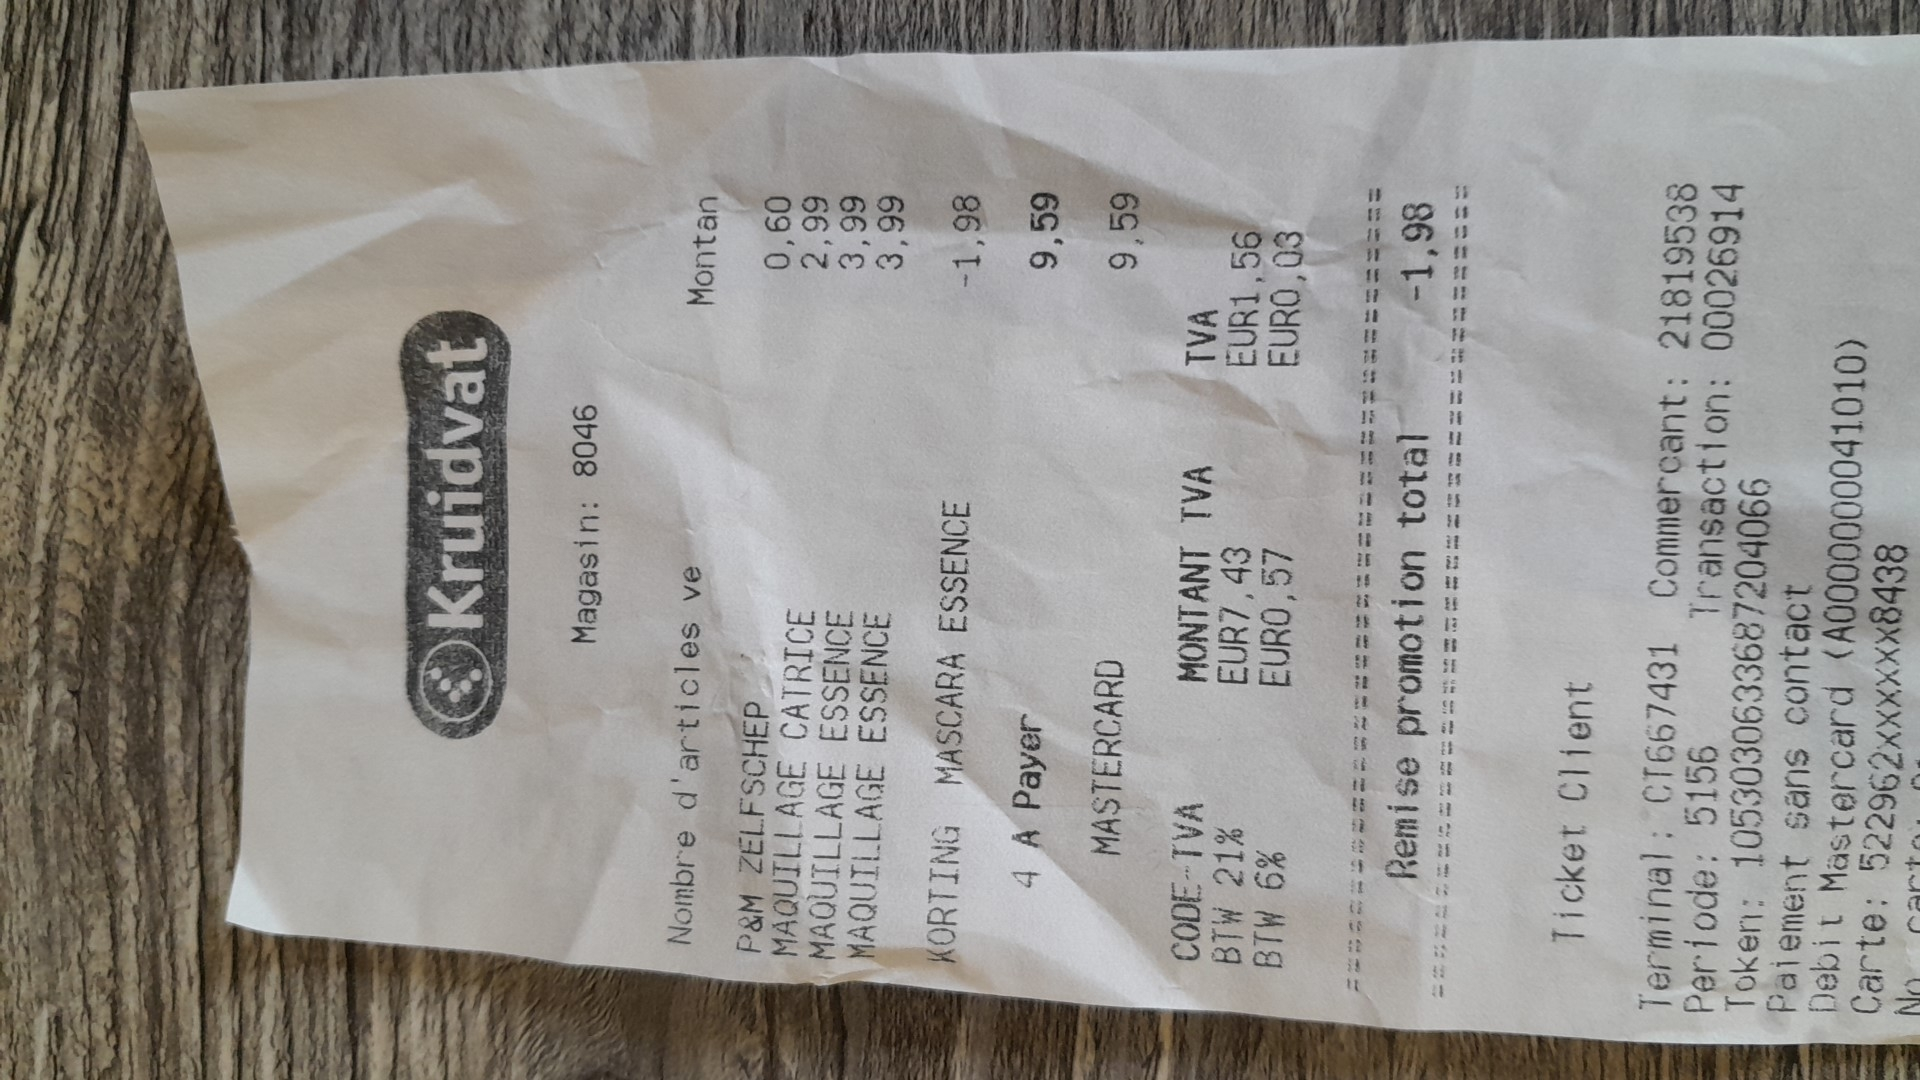 Kruidvat
Magasin: 8046
Nombre d'articles ve Montan
P&M ZELFSCHEP 0,60
MAQUILLAGE CATRICE 2,99
MAQUILLAGE ESSENCE 3,99
MAQUILLAGE ESSENCE 3,99
KORTING MASCARA ESSENCE -1,98
4 A Payer 9,59
MASTERCARD 9,59
CODE-TVA MONTANT TVA TVA
BTW 21% EUR7,43 EUR1,56
BTW 6% EUR0,57 EUR0,03
================================
Remise promotion total -1,98
================================
Ticket Client
Terminal: CT667431 Commercant: 21819538
Periode: 5156 Transaction: 00026914
Token: 1053030633687204066
Paiement sans contact
Debit Mastercard (A0000000041010)
Carte: 522962xxxxxx8438
No carte: